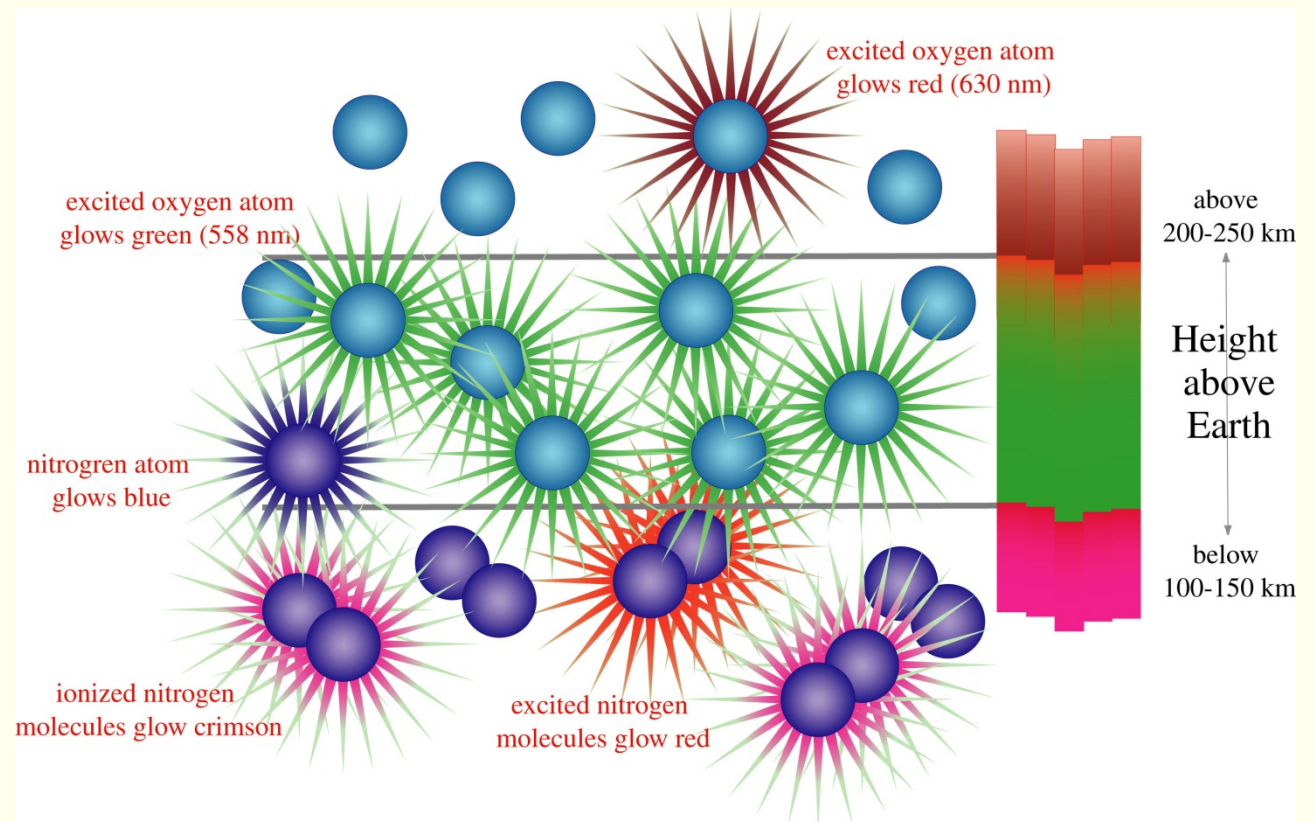 excited oxygen atom
glows red (630 nm)
excited oxygen atom
glows green (558 nm)
above
200-250 km
Height
above
Earth
nitrogren atom
glows blue
below
100-150 km
ionized nitrogen
molecules glow crimson
excited nitrogen
molecules glow red